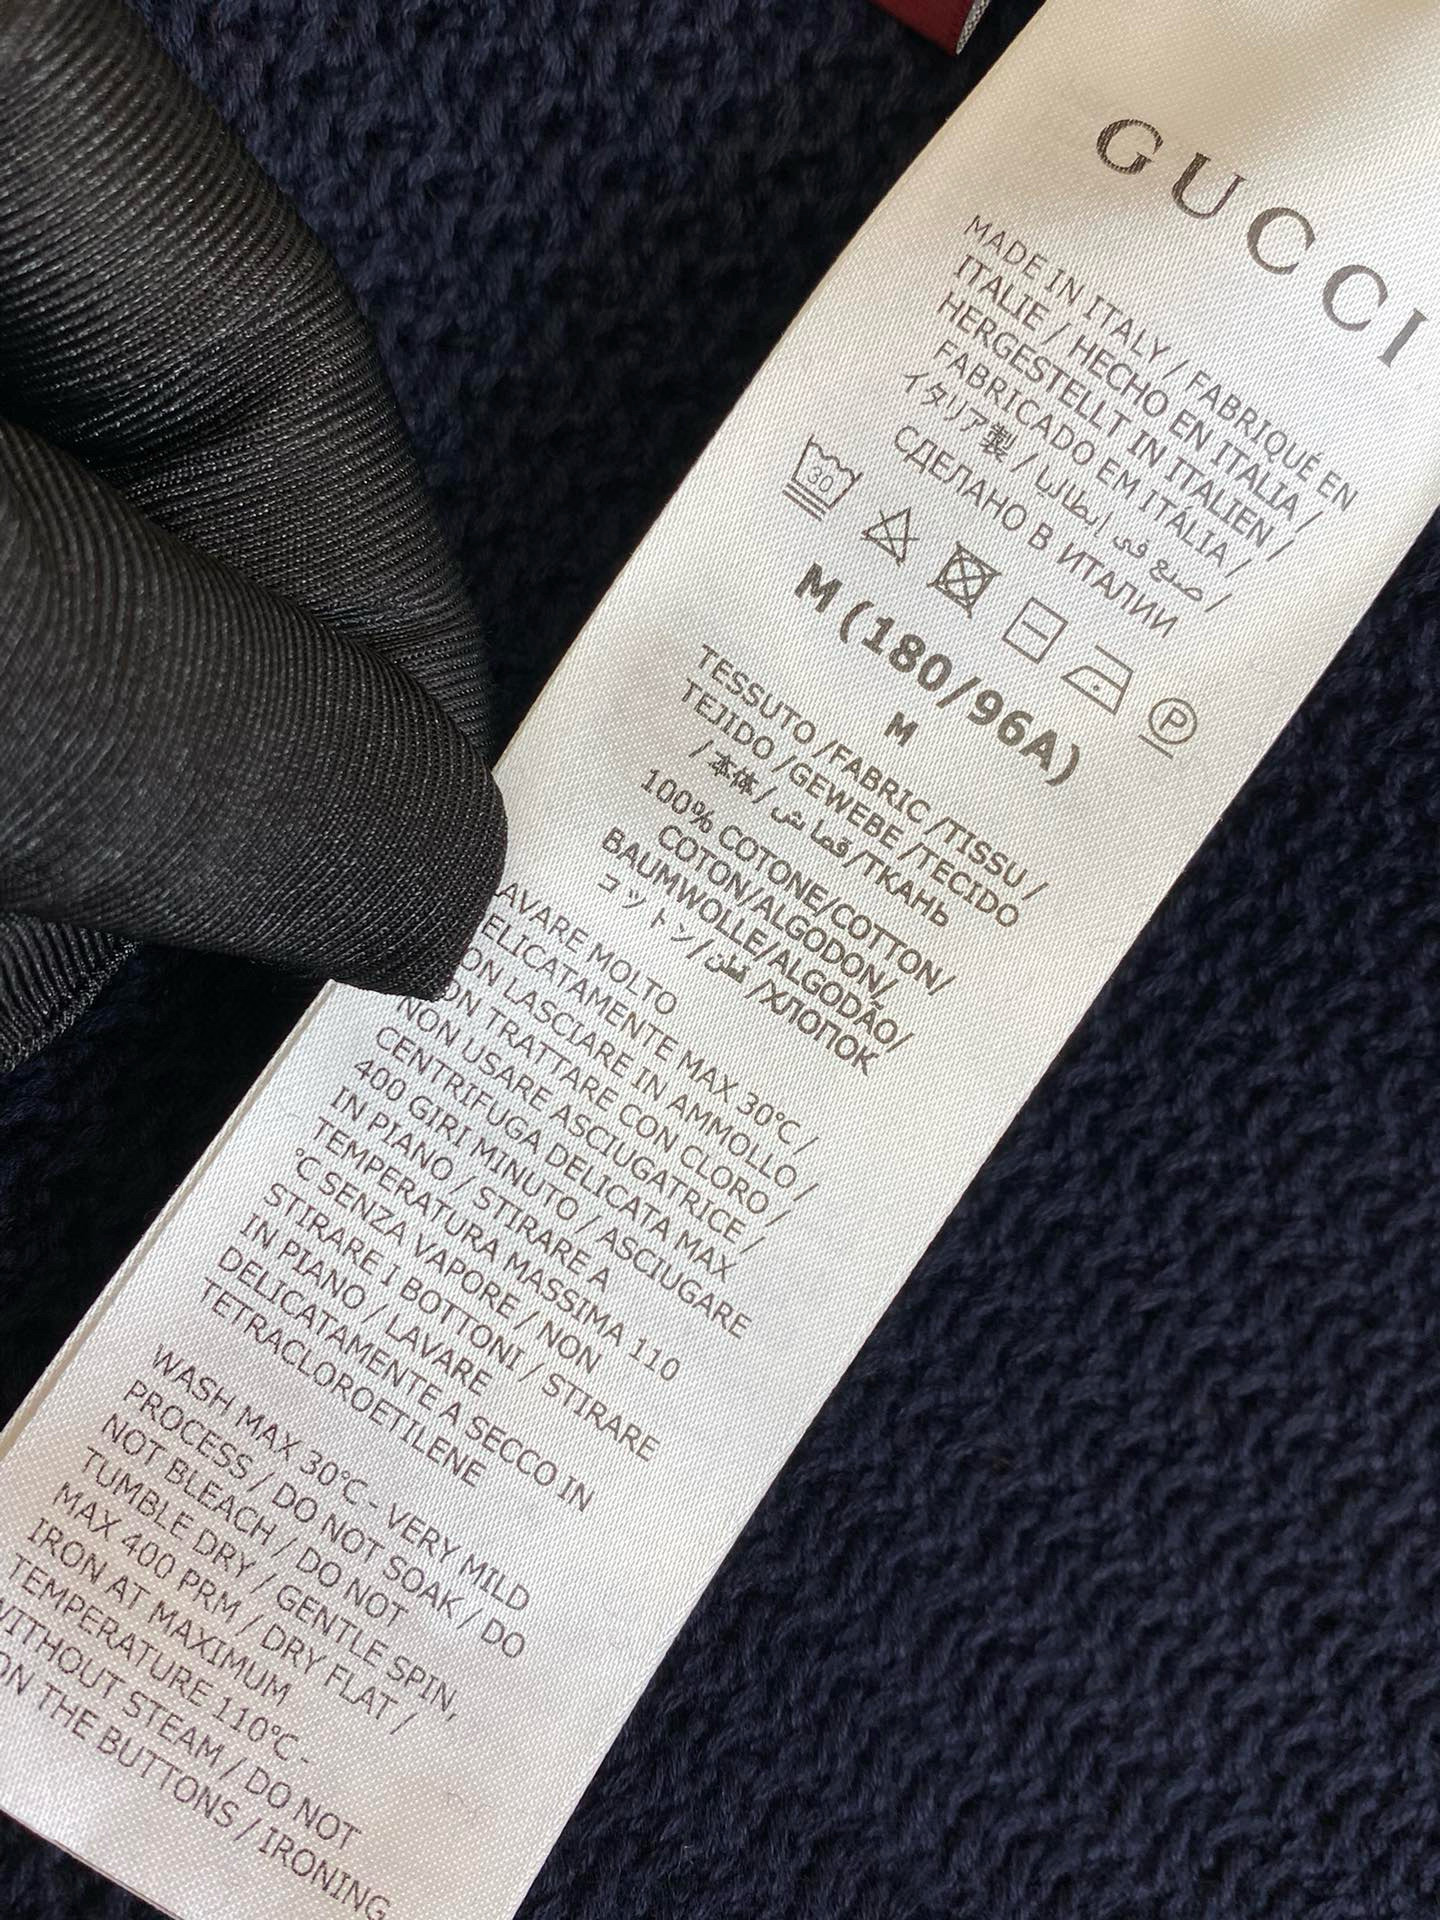 GUCCI
MADE IN ITALY / FABRIQUÉ EN
ITALIE / HECHO EN ITALIA /
HERGESTELLT IN ITALIEN /
FABRICADO EM ITÁLIA /
イタリア製 / صنع في إيطاليا /
СДЕЛАНО В ИТАЛИИ
30
P
M (180/96A)
M
TESSUTO /FABRIC /TISSU /
TEJIDO /GEWEBE /TECIDO
/ 本体 / قماش /ТКАНЬ
100% COTONE/COTTON/
COTON/ALGODON/
BAUMWOLLE/ALGODÃO/
コットン/ قطن /ХЛОПОК
LAVARE MOLTO
DELICATAMENTE MAX 30°C /
NON LASCIARE IN AMMOLLO /
NON TRATTARE CON CLORO /
NON USARE ASCIUGATRICE /
CENTRIFUGA DELICATA MAX
400 GIRI MINUTO / ASCIUGARE
IN PIANO / STIRARE A
TEMPERATURA MASSIMA 110
°C SENZA VAPORE / NON
STIRARE I BOTTONI / STIRARE
IN PIANO / LAVARE
DELICATAMENTE A SECCO IN
TETRACLOROETILENE
WASH MAX 30°C - VERY MILD
PROCESS / DO NOT SOAK / DO
NOT BLEACH / DO NOT
TUMBLE DRY / GENTLE SPIN,
MAX 400 PRM / DRY FLAT /
IRON AT MAXIMUM
TEMPERATURE 110°C -
WITHOUT STEAM / DO NOT
ON THE BUTTONS / IRONING